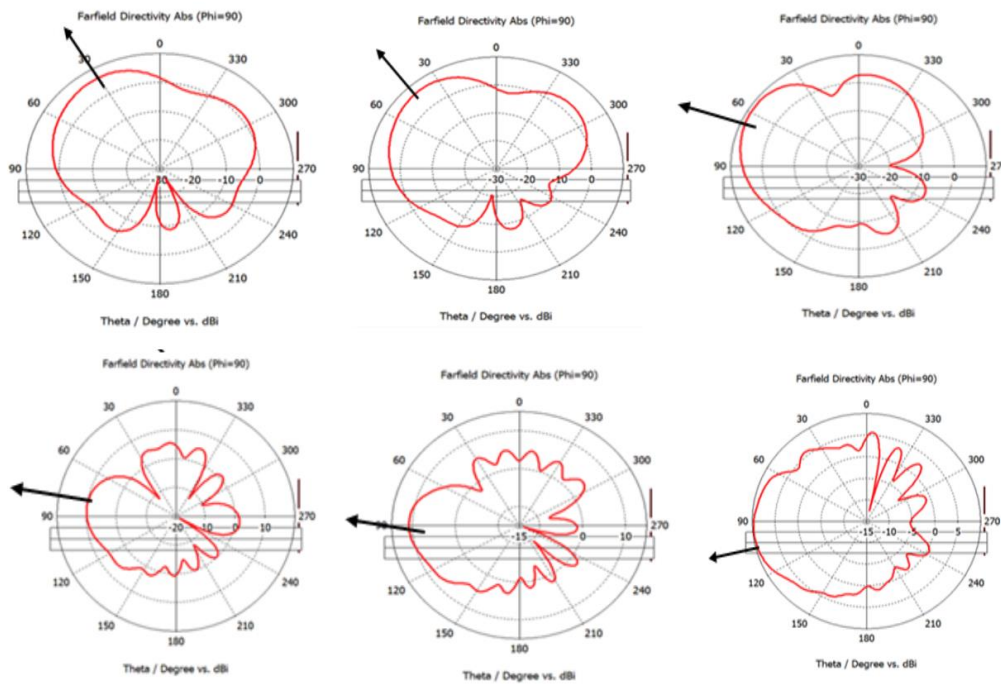 Farfield Directivity Abs (Phi=90)
0
30 330
60 300
90 -30 -20 -10 0 270
120 240
150 210
180
Theta / Degree vs. dBi
Farfield Directivity Abs (Phi=90)
0
30 330
60 300
90 -30 -20 -10 0 270
120 240
150 210
180
Theta / Degree vs. dBi
Farfield Directivity Abs (Phi=90)
0
30 330
60 300
90 -30 -20 -10 0 27
120 240
150 210
180
Theta / Degree vs. dBi
Farfield Directivity Abs (Phi=90)
0
30 330
60 300
90 -20 0 10 270
120 240
150 210
180
Theta / Degree vs. dBi
Farfield Directivity Abs (Phi=90)
0
30 330
60 300
90 -15 0 10 270
120 240
150 210
180
Theta / Degree vs. dBi
Farfield Directivity Abs (Phi=90)
0
30 330
60 300
90 -15 -10 -5 0 5 270
120 240
150 210
180
Theta / Degree vs. dBi